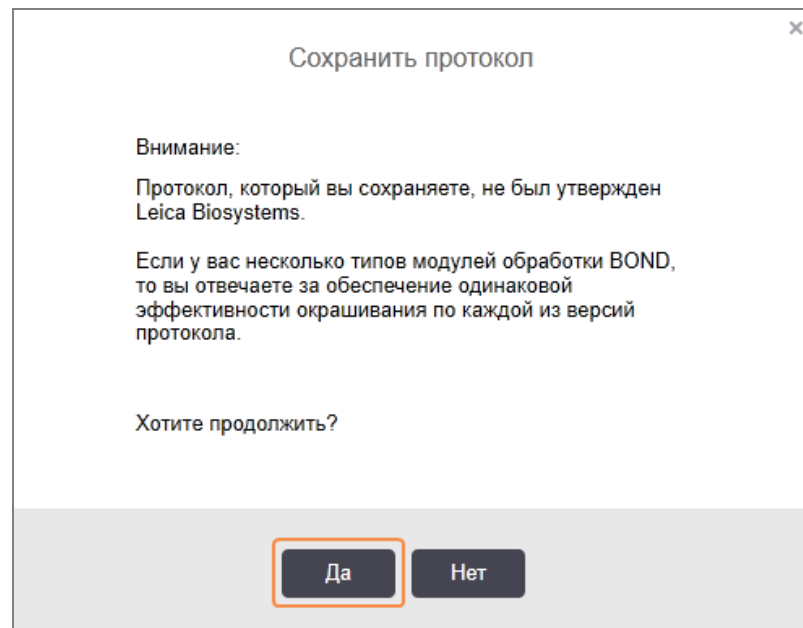 Сохранить протокол
Внимание:
Протокол, который вы сохраняете, не был утвержден
Leica Biosystems.
Если у вас несколько типов модулей обработки BOND,
то вы отвечаете за обеспечение одинаковой
эффективности окрашивания по каждой из версий
протокола.
Хотите продолжить?
Да
Нет